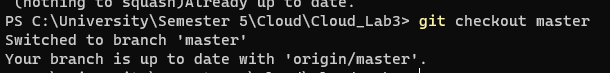 (nothing to squash)Already up to date.
PS C:\University\Semester 5\Cloud\Cloud_Lab3> git checkout master
Switched to branch 'master'
Your branch is up to date with 'origin/master'.